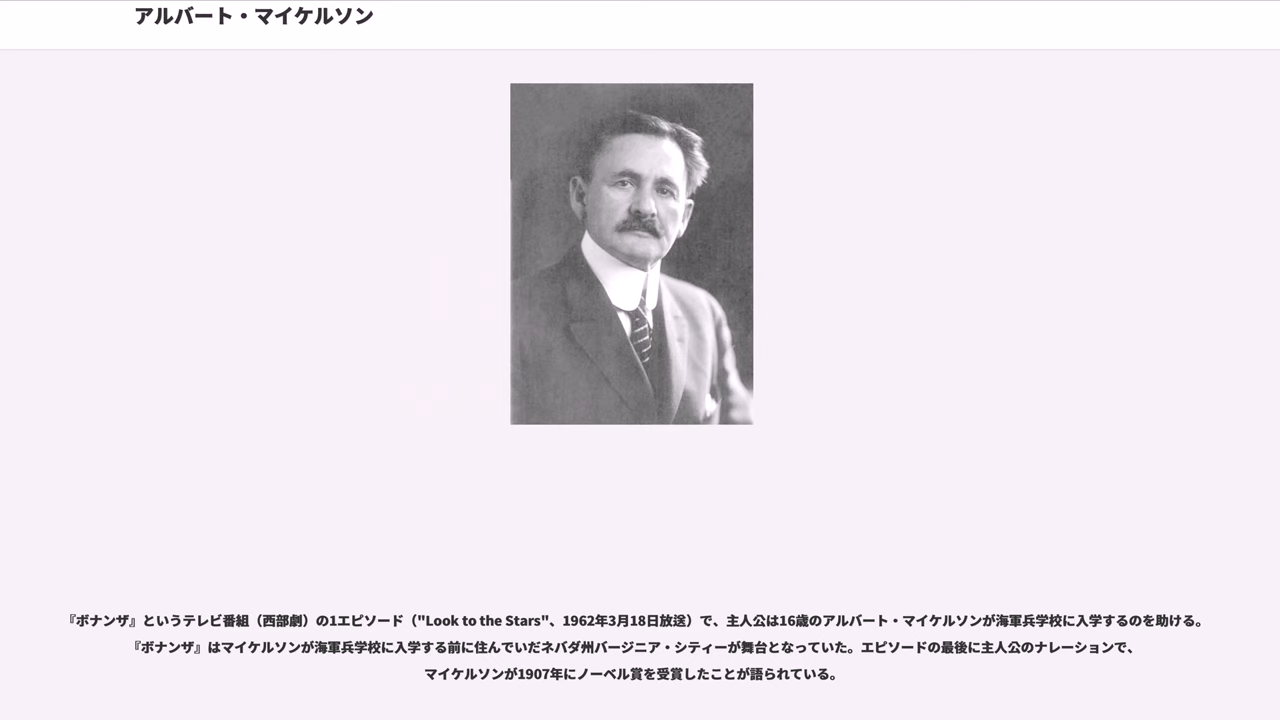 アルバート・マイケルソン
『ボナンザ』というテレビ番組（西部劇）の1エピソード（"Look to the Stars"、1962年3月18日放送）で、主人公は16歳のアルバート・マイケルソンが海軍兵学校に入学するのを助ける。
『ボナンザ』はマイケルソンが海軍兵学校に入学する前に住んでいだネバダ州バージニア・シティーが舞台となっていた。エピソードの最後に主人公のナレーションで、
マイケルソンが1907年にノーベル賞を受賞したことが語られている。